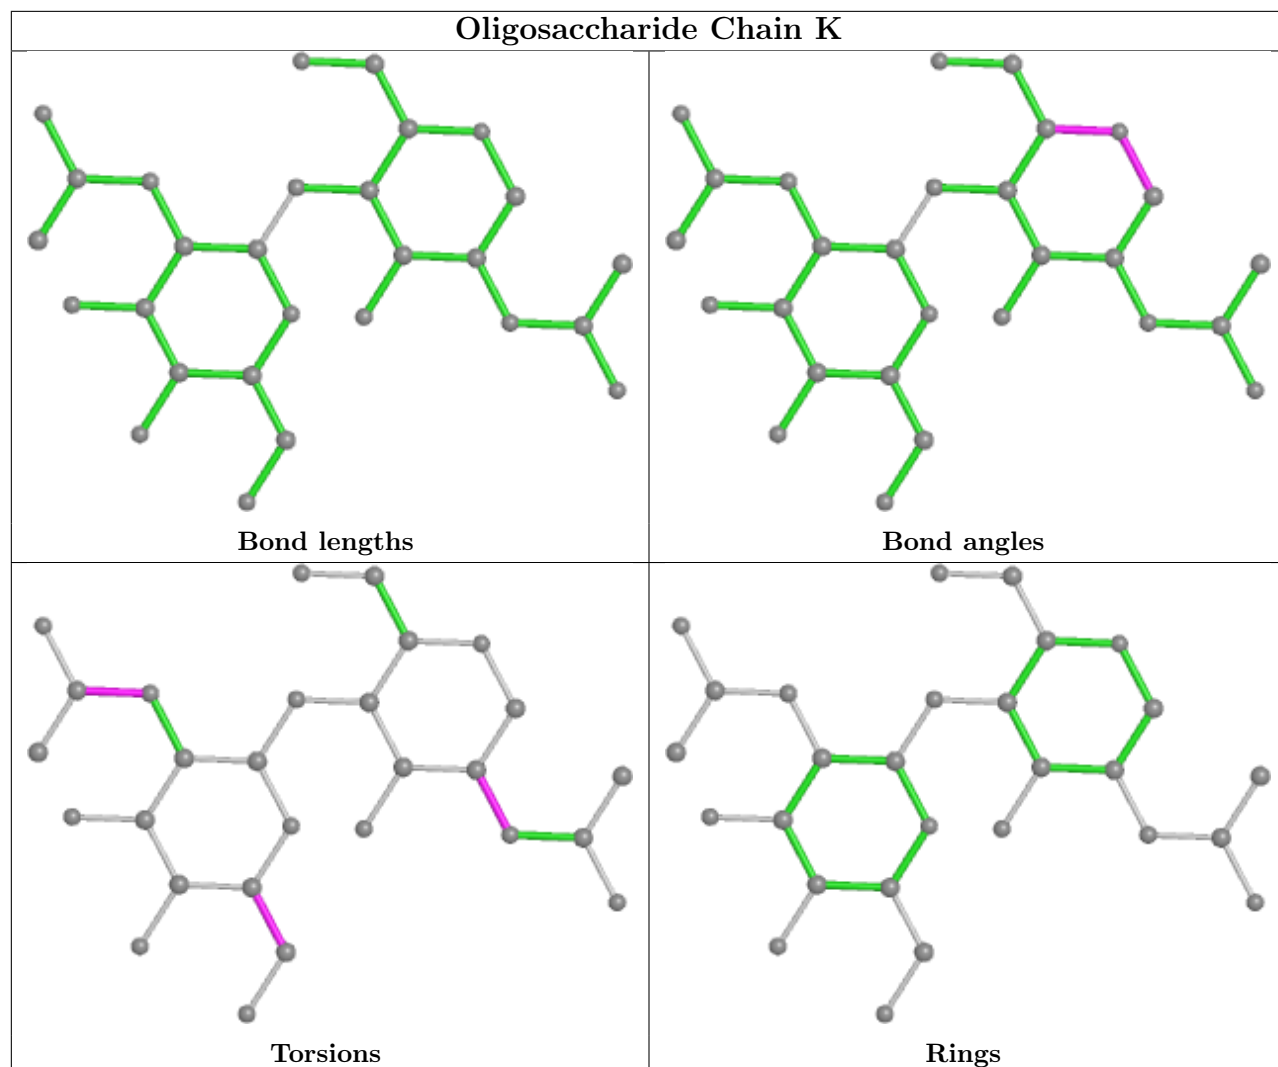 Oligosaccharide Chain K
Bond lengths
Bond angles
Torsions
Rings